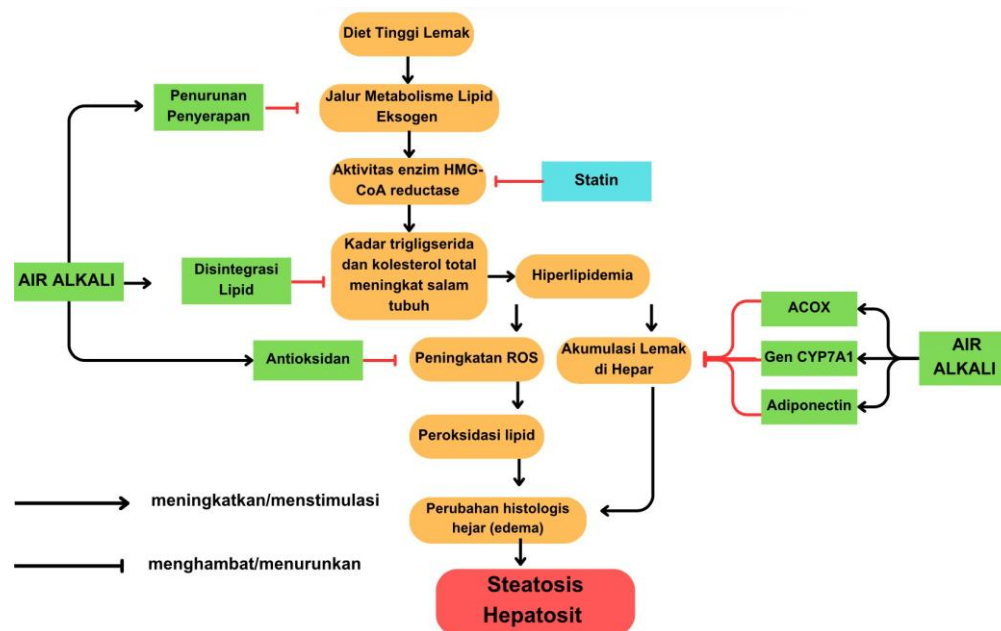 Diet Tinggi Lemak
Penurunan
Penyerapan
Jalur Metabolisme Lipid
Eksogen
Aktivitas enzim HMG-
CoA reductase
Statin
AIR ALKALI
Disintegrasi
Lipid
Kadar trigligserida
dan kolesterol total
meningkat salam
tubuh
Hiperlipidemia
Antioksidan
Peningkatan ROS
Akumulasi Lemak
di Hepar
ACOX
Gen CYP7A1
Adiponectin
AIR
ALKALI
Peroksidasi lipid
meningkatkan/menstimulasi
Perubahan histologis
hejar (edema)
menghambat/menurunkan
Steatosis
Hepatosit